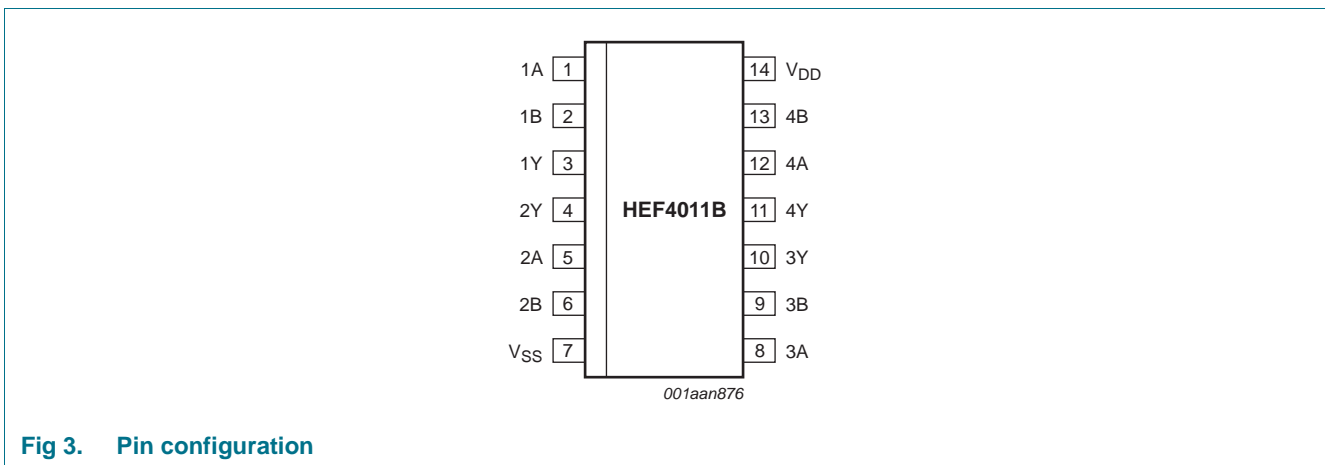 1A 1 14 VDD
1B 2 13 4B
1Y 3 12 4A
2Y 4 HEF4011B 11 4Y
2A 5 10 3Y
2B 6 9 3B
VSS 7 8 3A
001aan876
Fig 3. Pin configuration